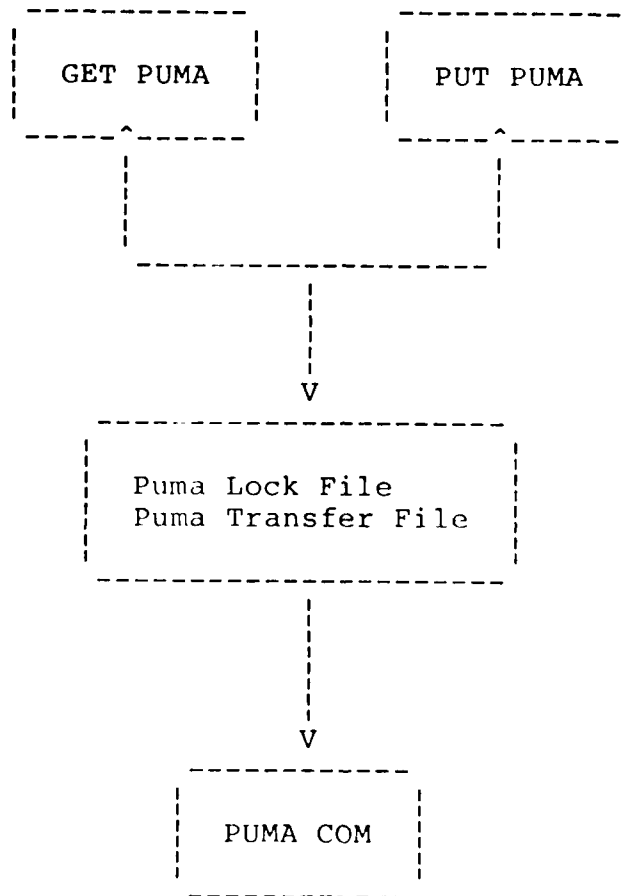 GET PUMA
PUT PUMA
Puma Lock File
Puma Transfer File
PUMA COM